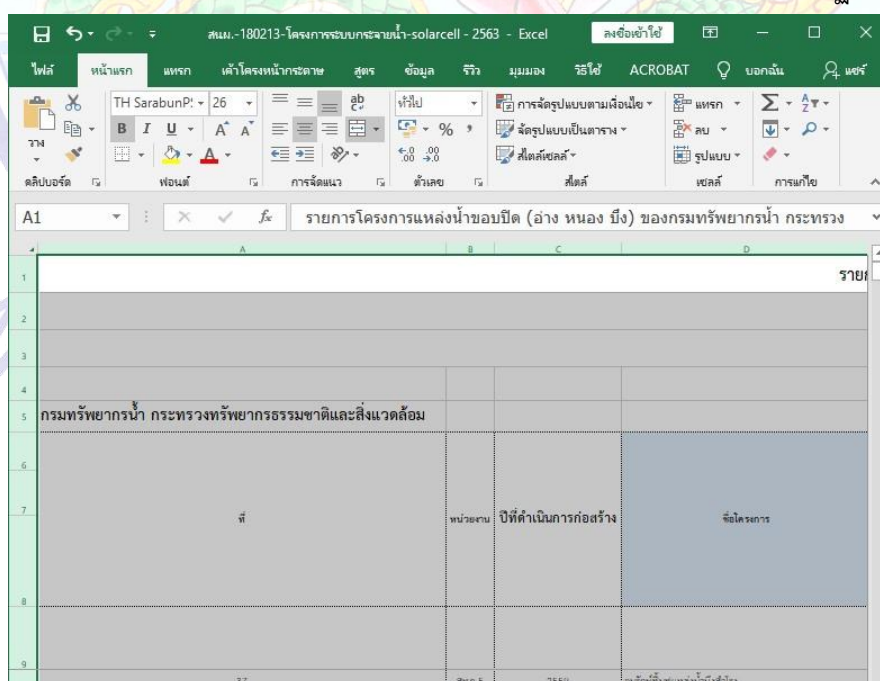 สนผ.-180213-โครงการระบบกระจายน้ำ-solarcell - 2563 - Excel ลงชื่อเข้าใช้
ไฟล์ หน้าแรก แทรก เค้าโครงหน้ากระดาษ สูตร ข้อมูล รีวิว มุมมอง วิธีใช้ ACROBAT บอกฉัน แชร์
วาง
TH SarabunP: 26
ทั่วไป
การจัดรูปแบบตามเงื่อนไข
จัดรูปแบบเป็นตาราง
สไตล์เซลล์
แทรก
ลบ
รูปแบบ
B I U A A A ab c % , Σ A Z
.00 .0
คลิปบอร์ด ฟอนต์ การจัดแนว ตัวเลข สไตล์ เซลล์ การแก้ไข
A1 fx รายการโครงการแหล่งน้ำขอบปิด (อ่าง หนอง บึง) ของกรมทรัพยากรน้ำ กระทรวง
A B C D
1
2
3
4
5 กรมทรัพยากรน้ำ กระทรวงทรัพยากรธรรมชาติและสิ่งแวดล้อม
6
7 ที่ หน่วยงาน ปีที่ดำเนินการก่อสร้าง ชื่อโครงการ
8
9